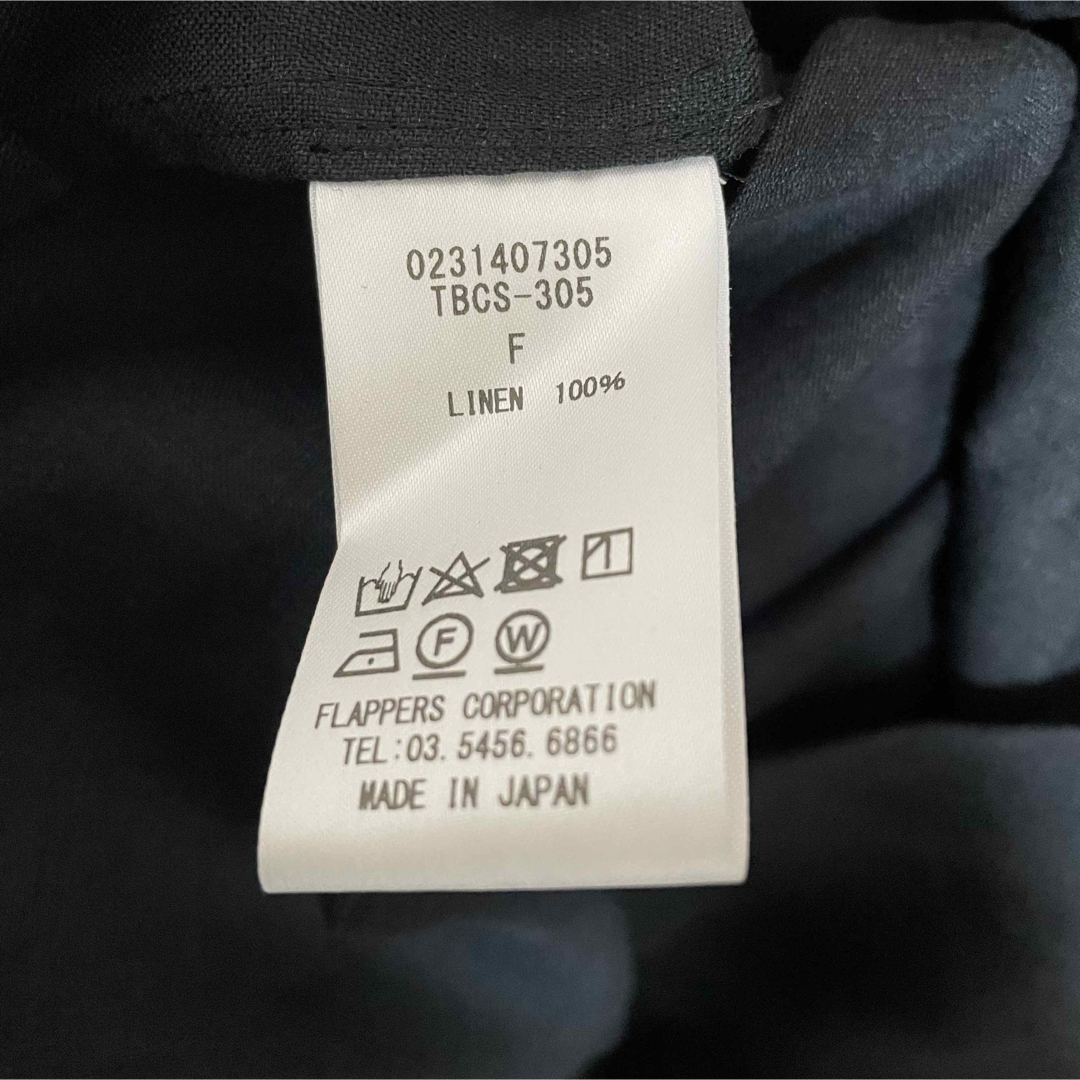 0231407305
TBCS-305
F
LINEN 100%
F W
FLAPPERS CORPORATION
TEL:03. 5456. 6866
MADE IN JAPAN